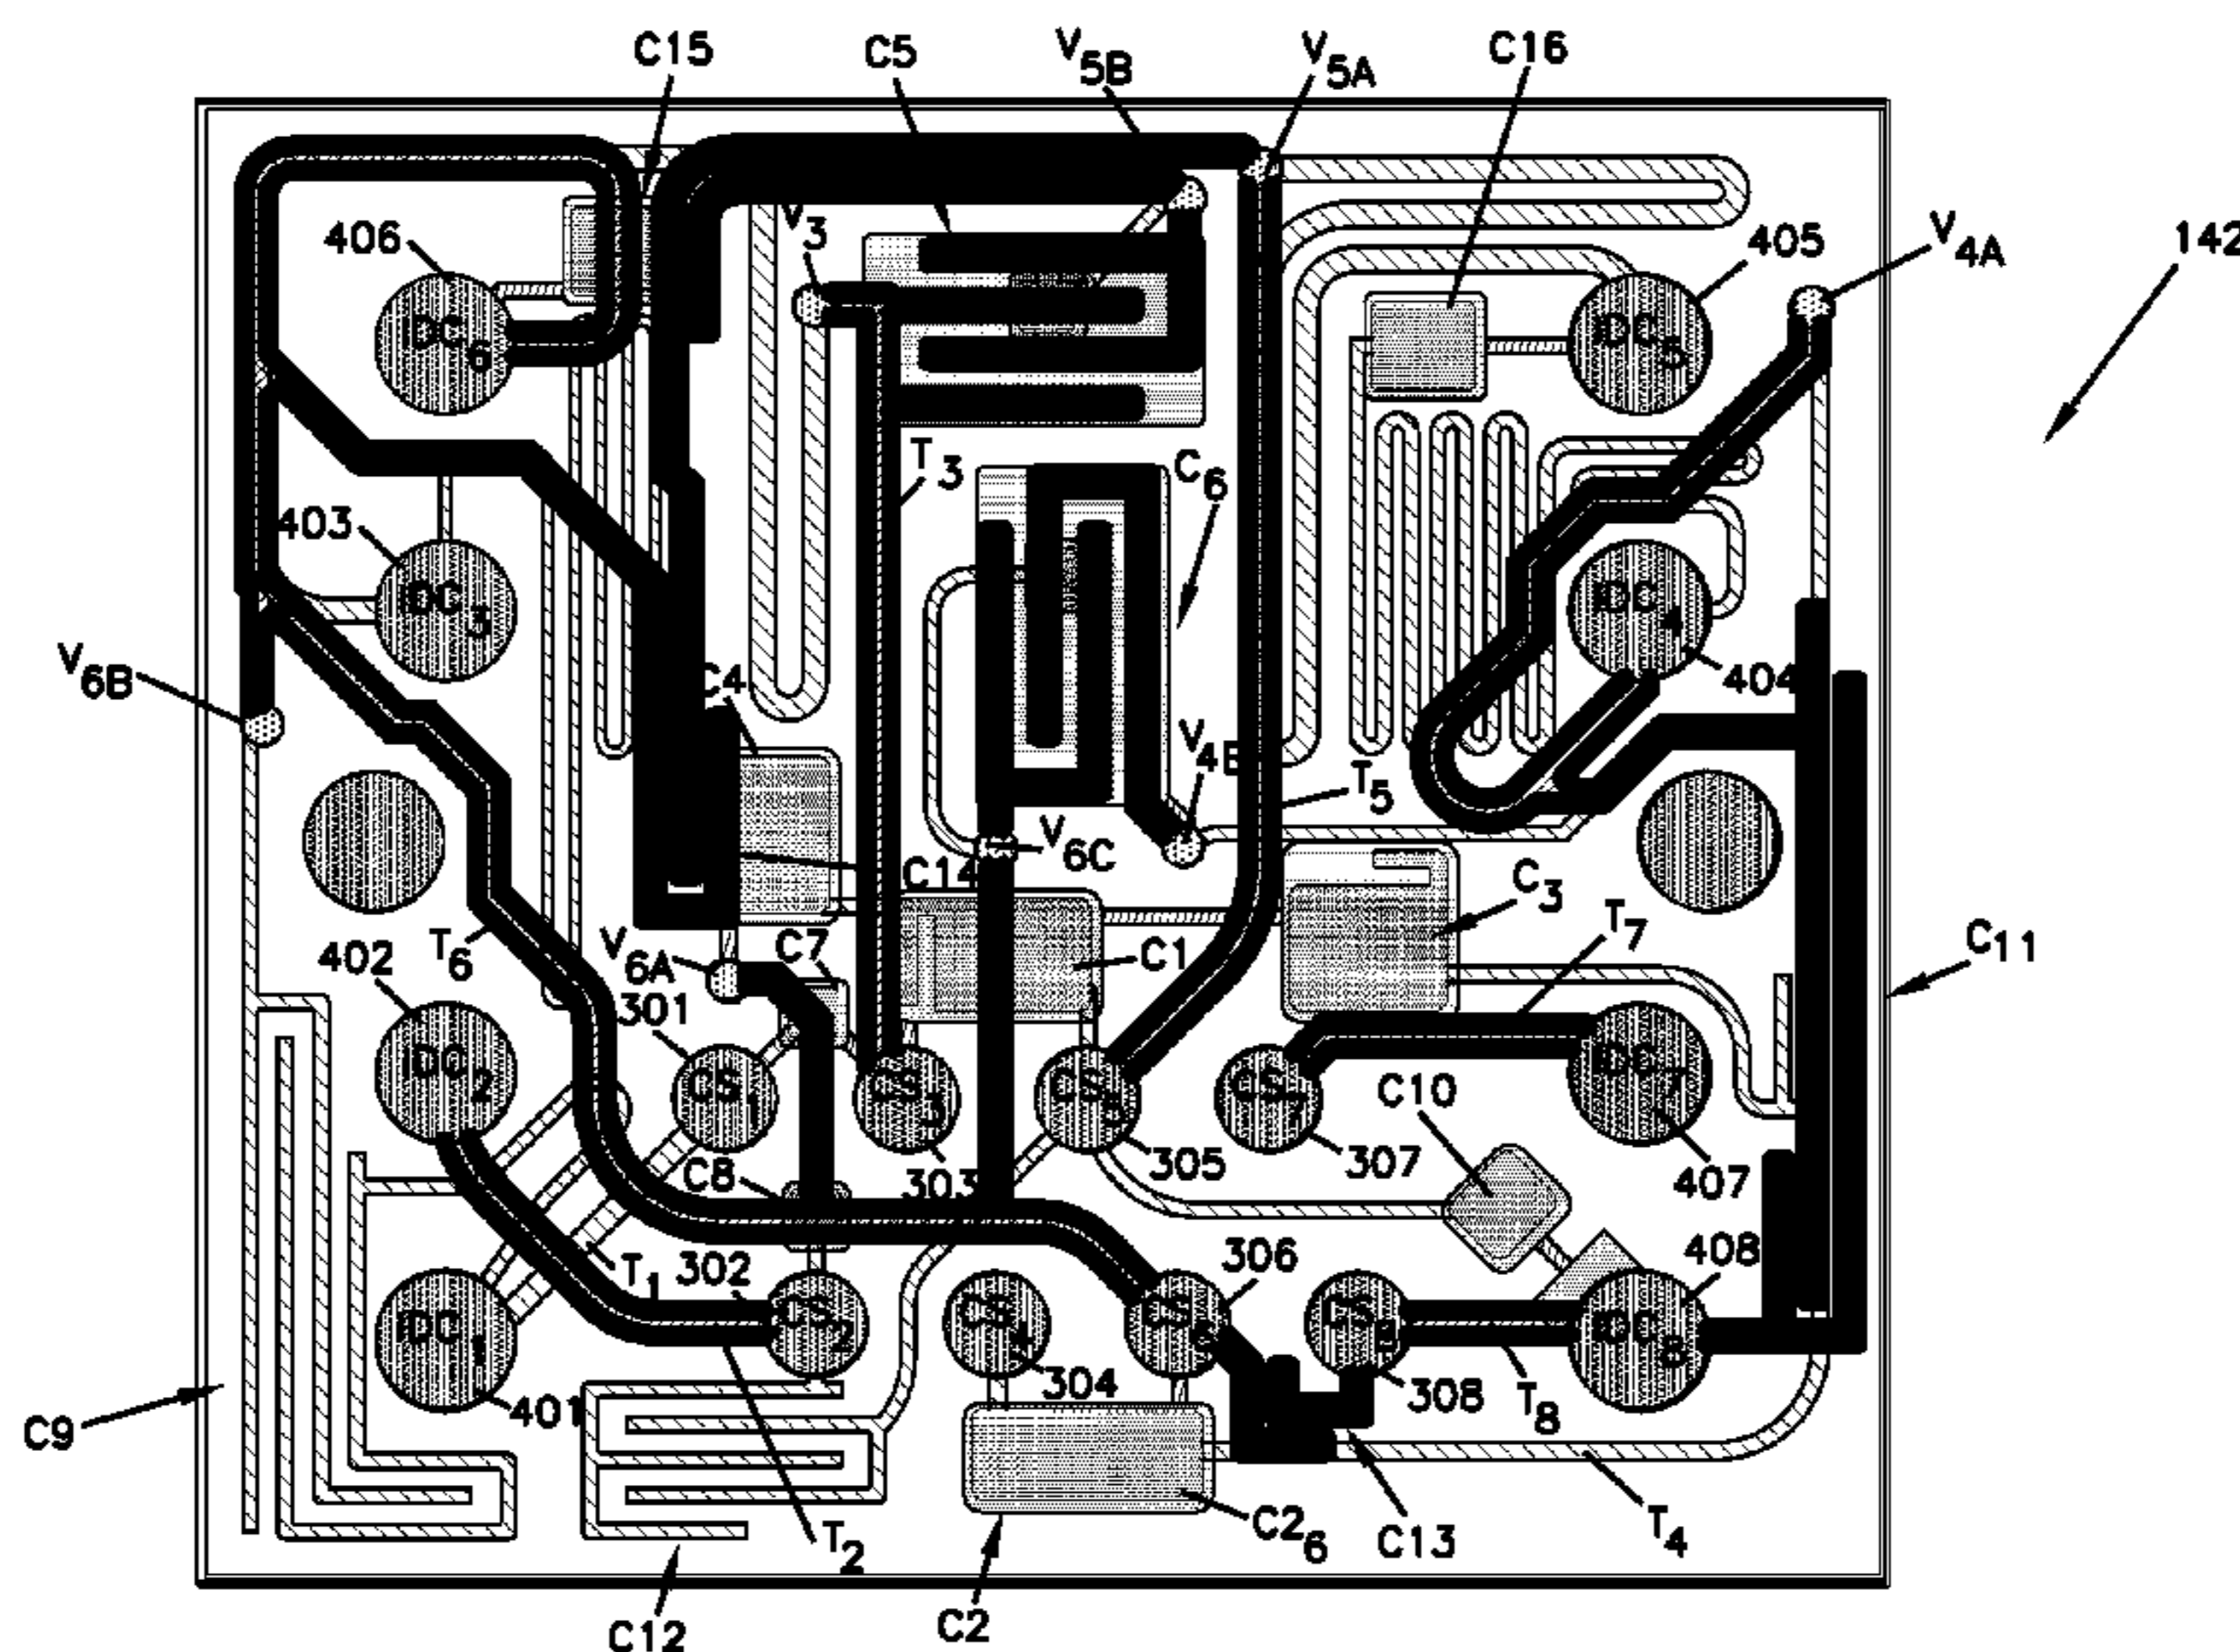 C15
C5
V5B
V5A
C16
142
406
V3
405
V4A
IDC6
IDC5
T3
C6
403
IDC3
IDC4
404
V6B
C4
V4B
T5
V6C
C14
C3
T7
C11
T6
402
V6A
C7
C1
301
IDC2
CS1
CS3
CS5
CS7
IDC7
C10
C8
303
305
307
407
T1
302
306
408
IDC1
CS2
CS4
CS6
CS8
IDC8
401
304
308
T8
C9
T2
C26
C13
T4
C12
C2